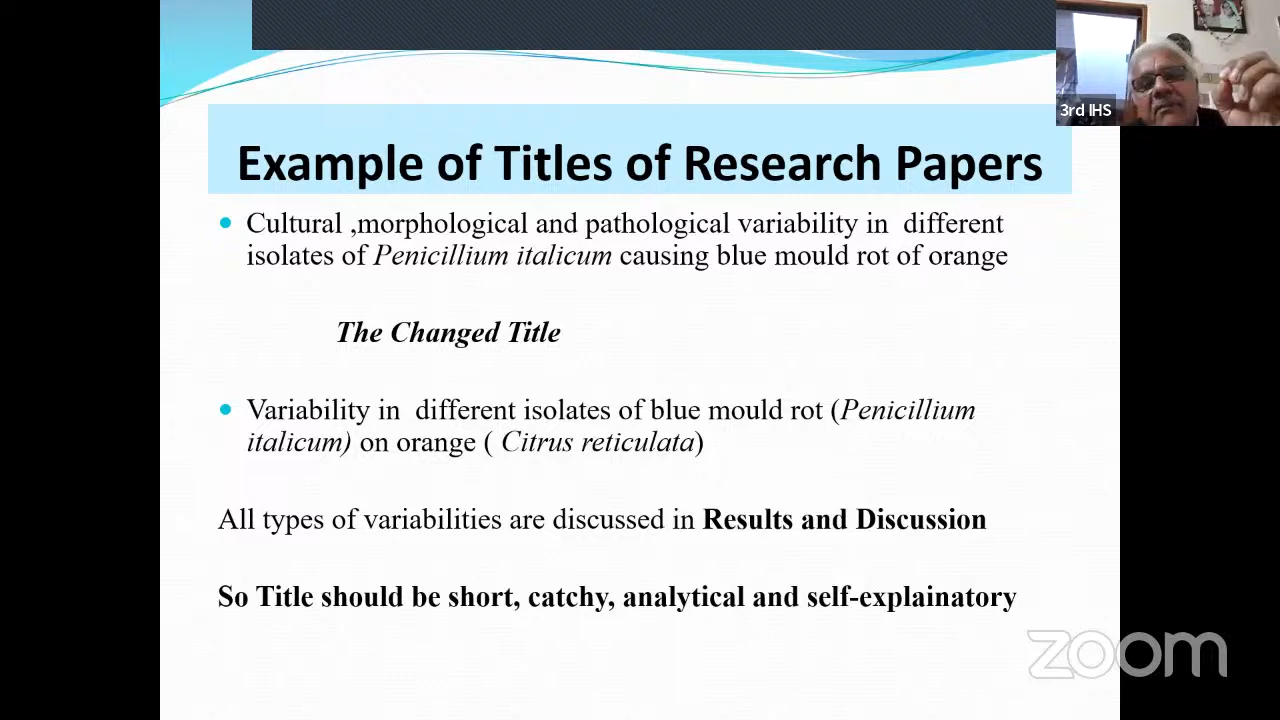 3rd IHS
Example of Titles of Research Papers
Cultural ,morphological and pathological variability in different
isolates of Penicillium italicum causing blue mould rot of orange
The Changed Title
Variability in different isolates of blue mould rot (Penicillium
italicum) on orange ( Citrus reticulata)
All types of variabilities are discussed in Results and Discussion
So Title should be short, catchy, analytical and self-explainatory
zoom